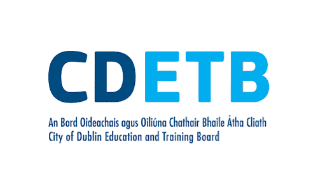 CDETB
An Bord Oideachais agus Oiliúna Chathair Bhaile Átha Cliath
City of Dublin Education and Training Board